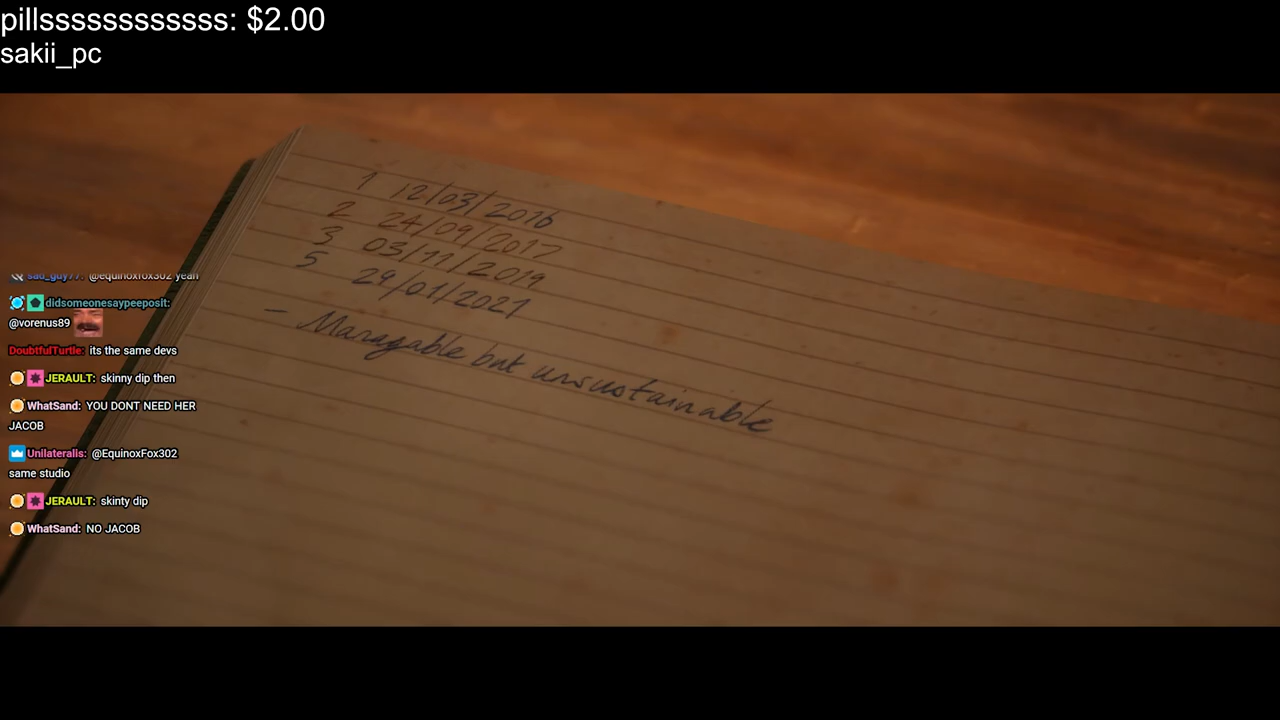 pillssssssssssss: $2.00
sakii_pc
1 12/03/2016
2 24/09/2017
3 03/11/2019
5 29/01/2021
- Managable but unsustainable
sad_guy77: @equinoxfox302 yeah
didsomeonesaypeeposit:
@vorenus89
DoubtfulTurtle: its the same devs
JERAULT: skinny dip then
WhatSand: YOU DONT NEED HER
JACOB
Unilateralis: @EquinoxFox302
same studio
JERAULT: skinty dip
WhatSand: NO JACOB